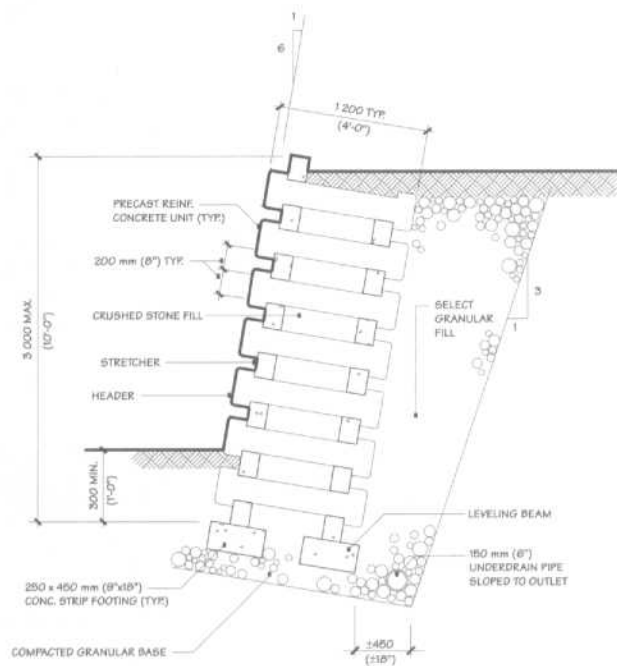 1
6
1 200 TYP.
(4'-0")
PRECAST REINF.
CONCRETE UNIT (TYP.)
200 mm (8") TYP.
3
1
SELECT
GRANULAR
FILL
CRUSHED STONE FILL
3 000 MAX.
(10'-0")
STRETCHER
HEADER
300 MIN.
(1'-0")
LEVELING BEAM
150 mm (6")
UNDERDRAIN PIPE
SLOPED TO OUTLET
250 x 450 mm (8"x18")
CONC. STRIP FOOTING (TYP.)
COMPACTED GRANULAR BASE
±450
(±18")